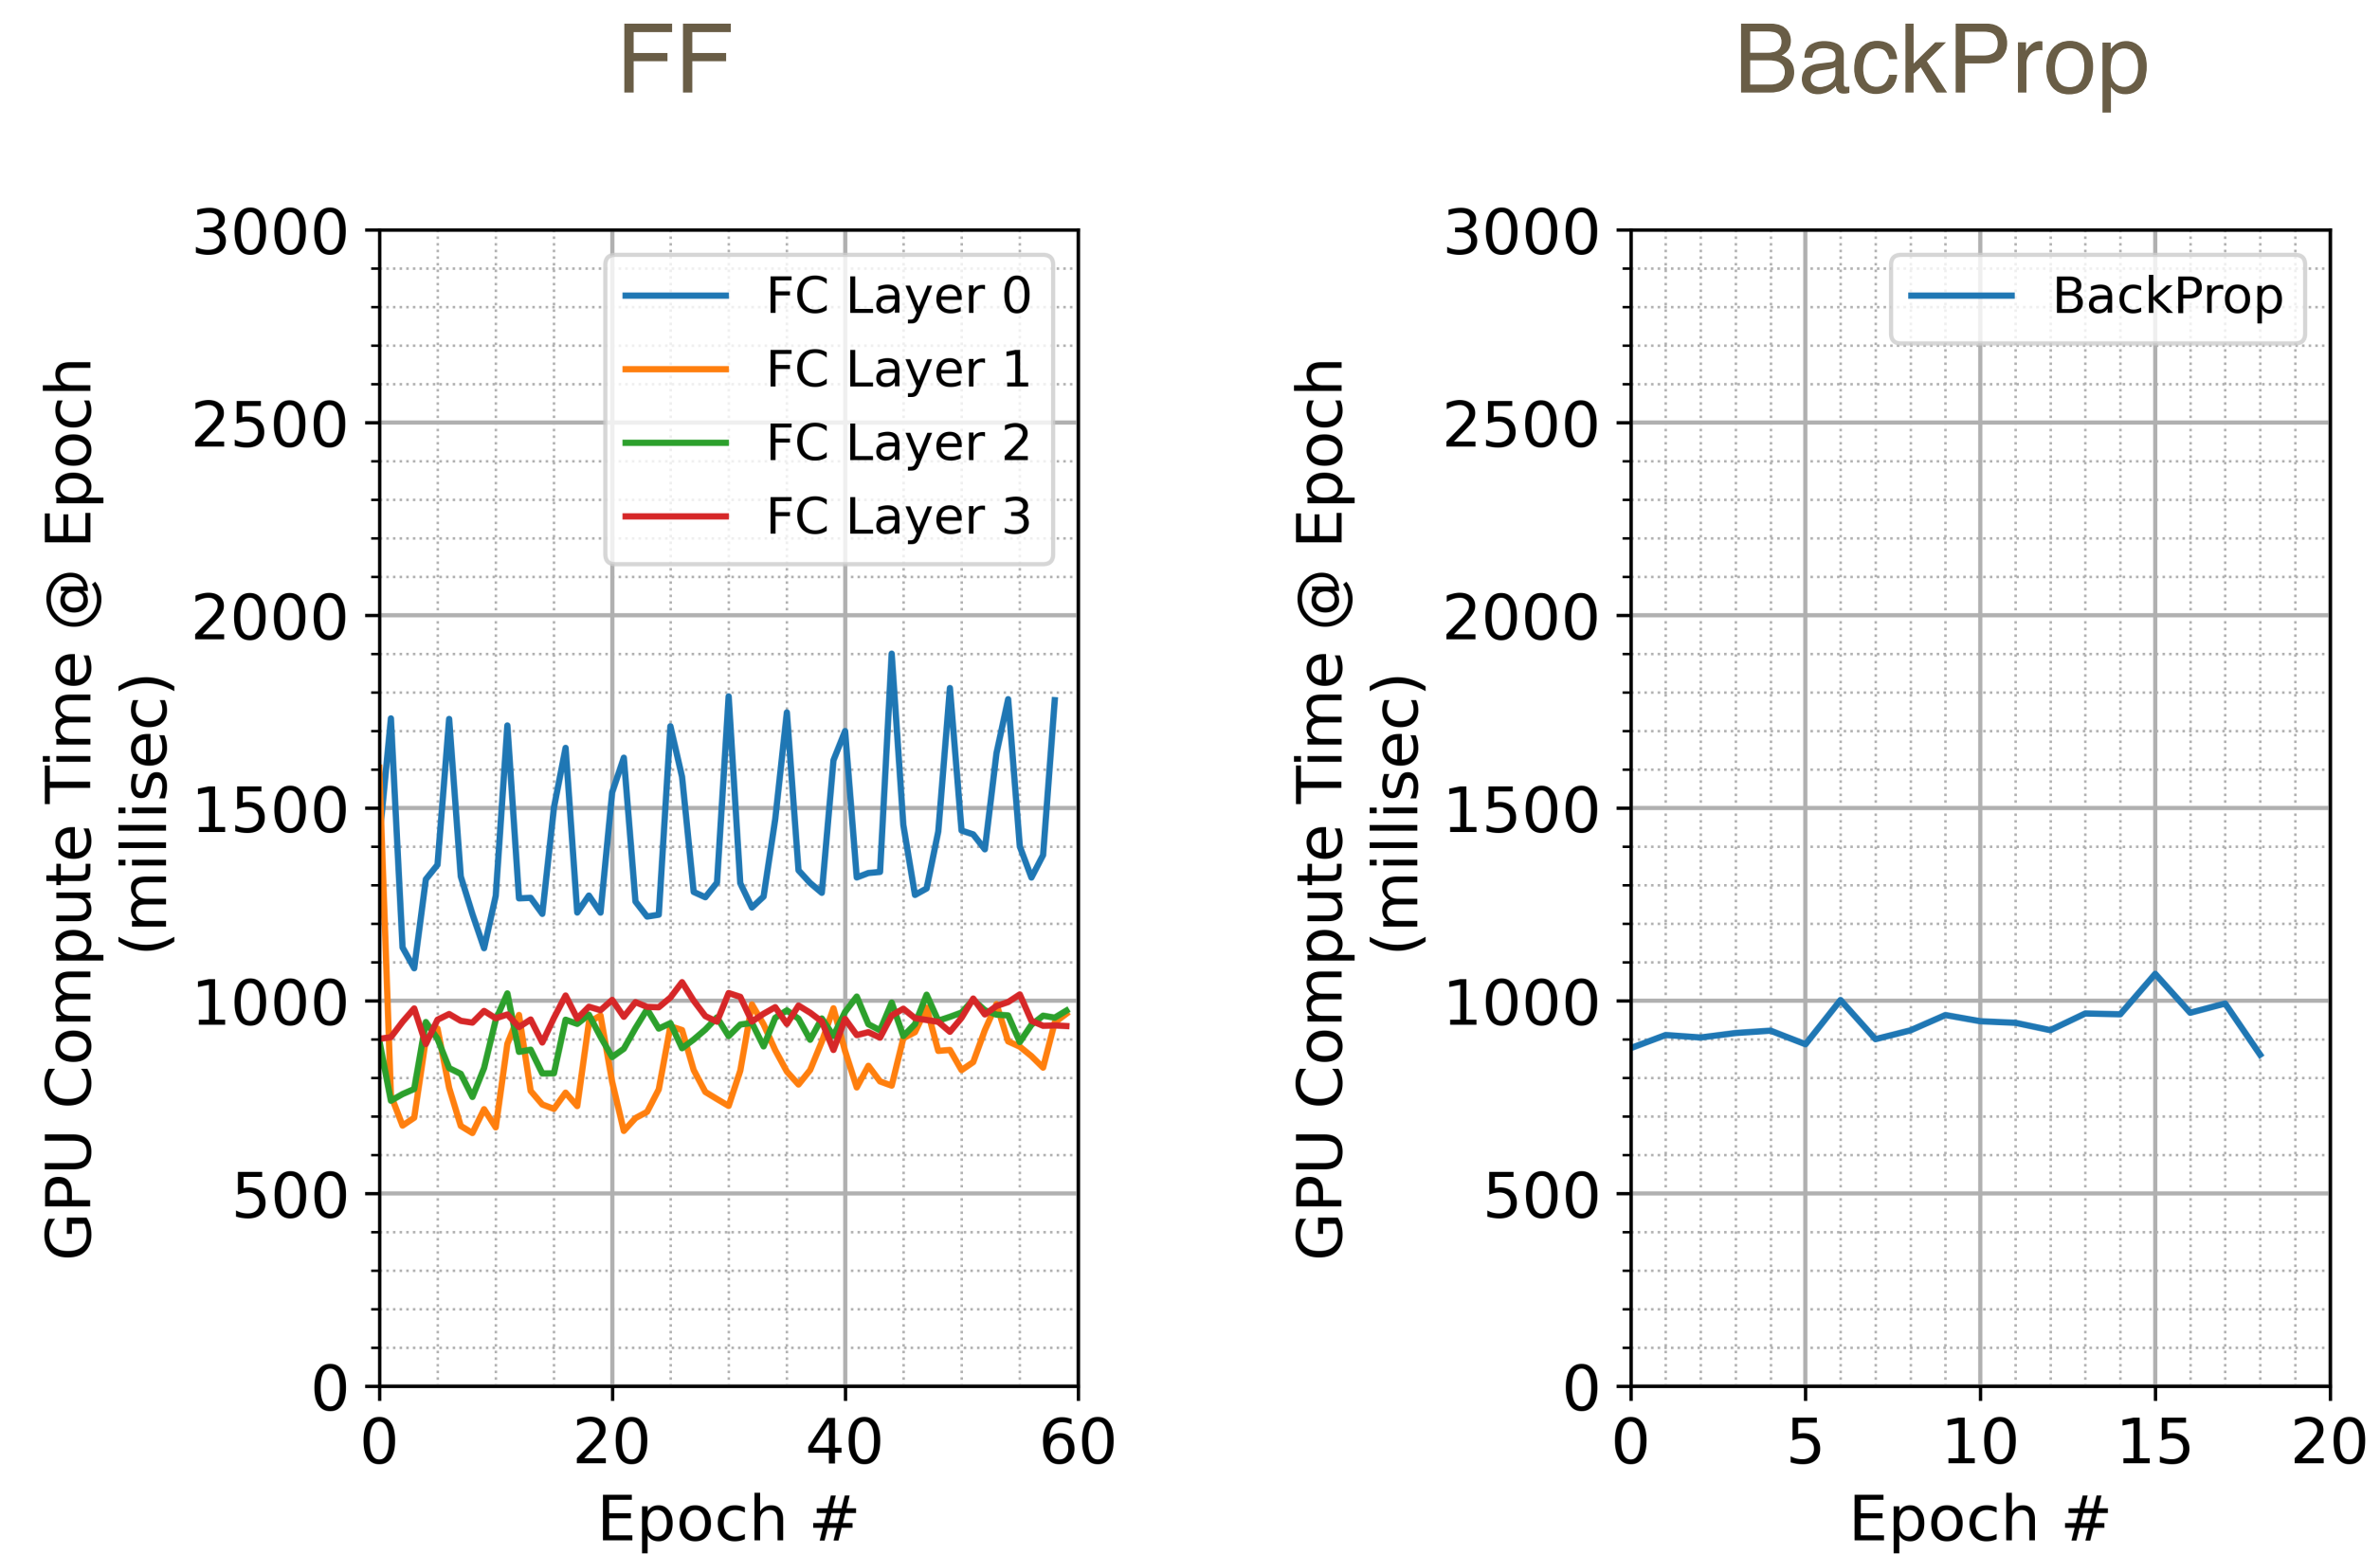 FF
GPU Compute Time @ Epoch
(millisec)
3000
2500
2000
1500
1000
500
0
FC Layer 0
FC Layer 1
FC Layer 2
FC Layer 3
0 20 40 60
Epoch #
BackProp
GPU Compute Time @ Epoch
(millisec)
3000
2500
2000
1500
1000
500
0
BackProp
0 5 10 15 20
Epoch #